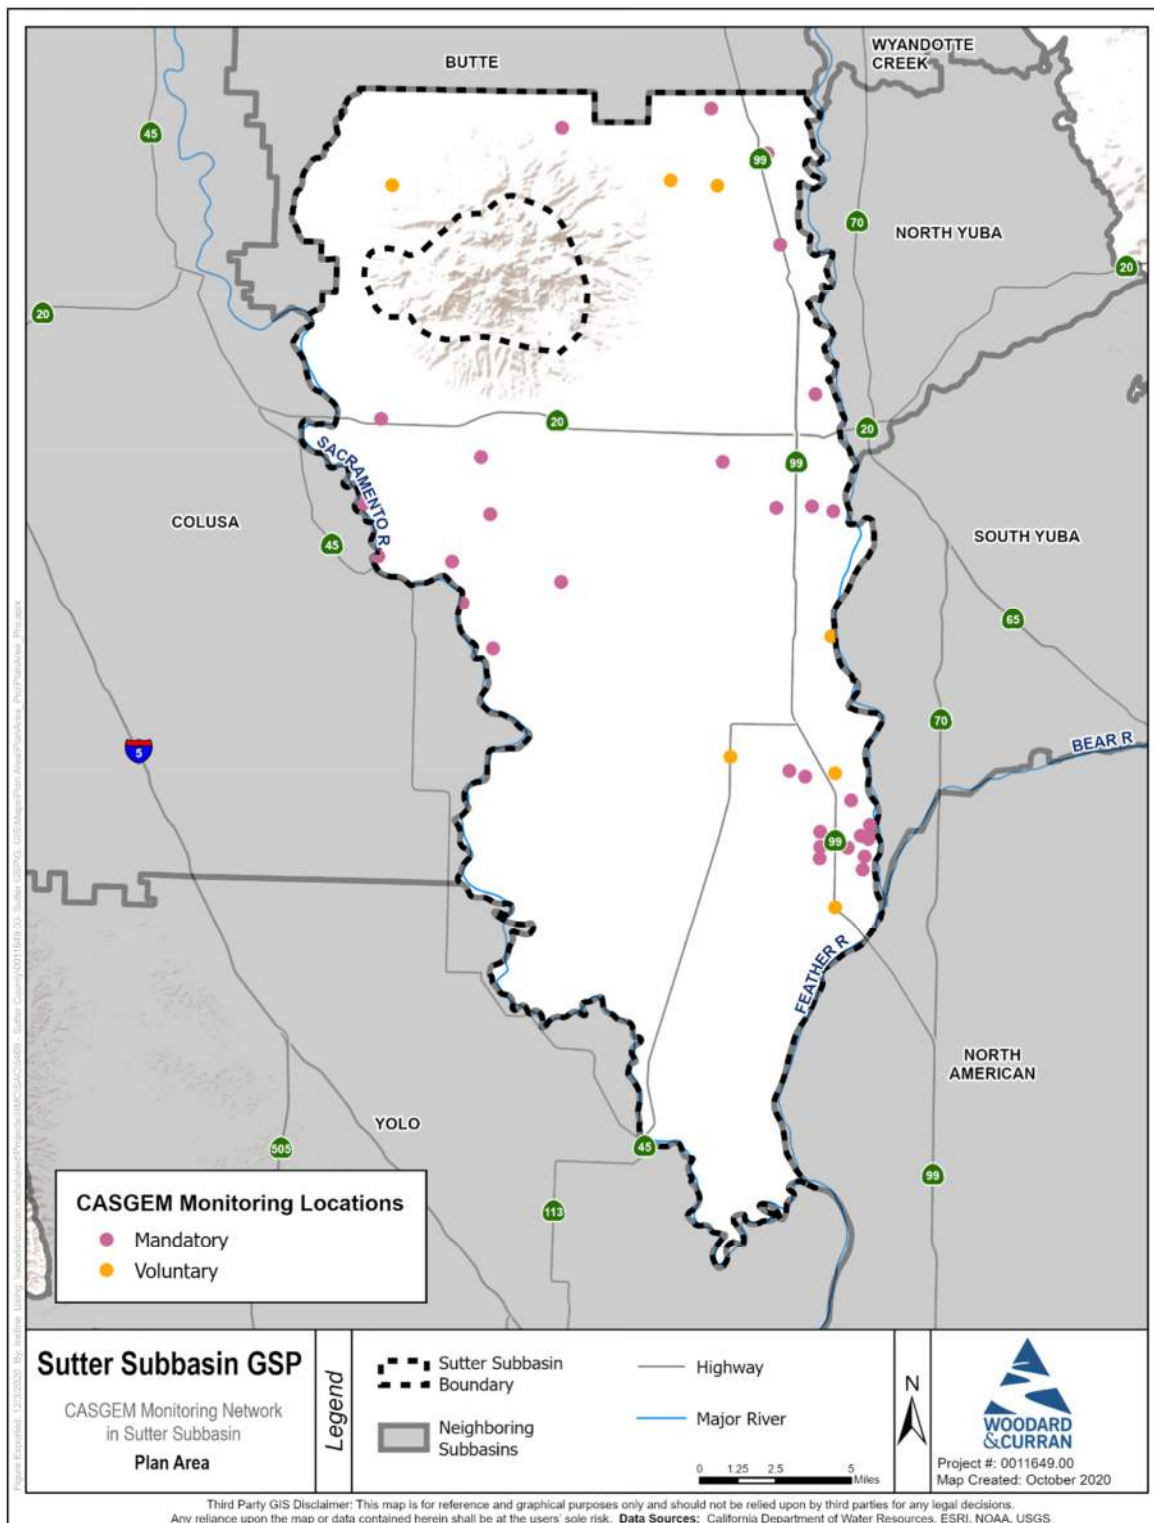 BUTTE
WYANDOTTE
CREEK
45
99
70
NORTH YUBA
20
20
20
20
99
SACRAMENTO R
COLUSA
45
SOUTH YUBA
65
5
70
BEAR R
99
FEATHER R
NORTH
AMERICAN
YOLO
505
45
99
113
CASGEM Monitoring Locations
Mandatory
Voluntary
Sutter Subbasin GSP
CASGEM Monitoring Network
in Sutter Subbasin
Plan Area
Legend
Sutter Subbasin
Boundary
Neighboring
Subbasins
Highway
Major River
0 1.25 2.5 5
Miles
N
WOODARD
&CURRAN
Project #: 0011649.00
Map Created: October 2020
Third Party GIS Disclaimer: This map is for reference and graphical purposes only and should not be relied upon by third parties for any legal decisions.
Any reliance upon the map or data contained herein shall be at the users' sole risk. Data Sources: California Department of Water Resources, ESRI, NOAA, USGS